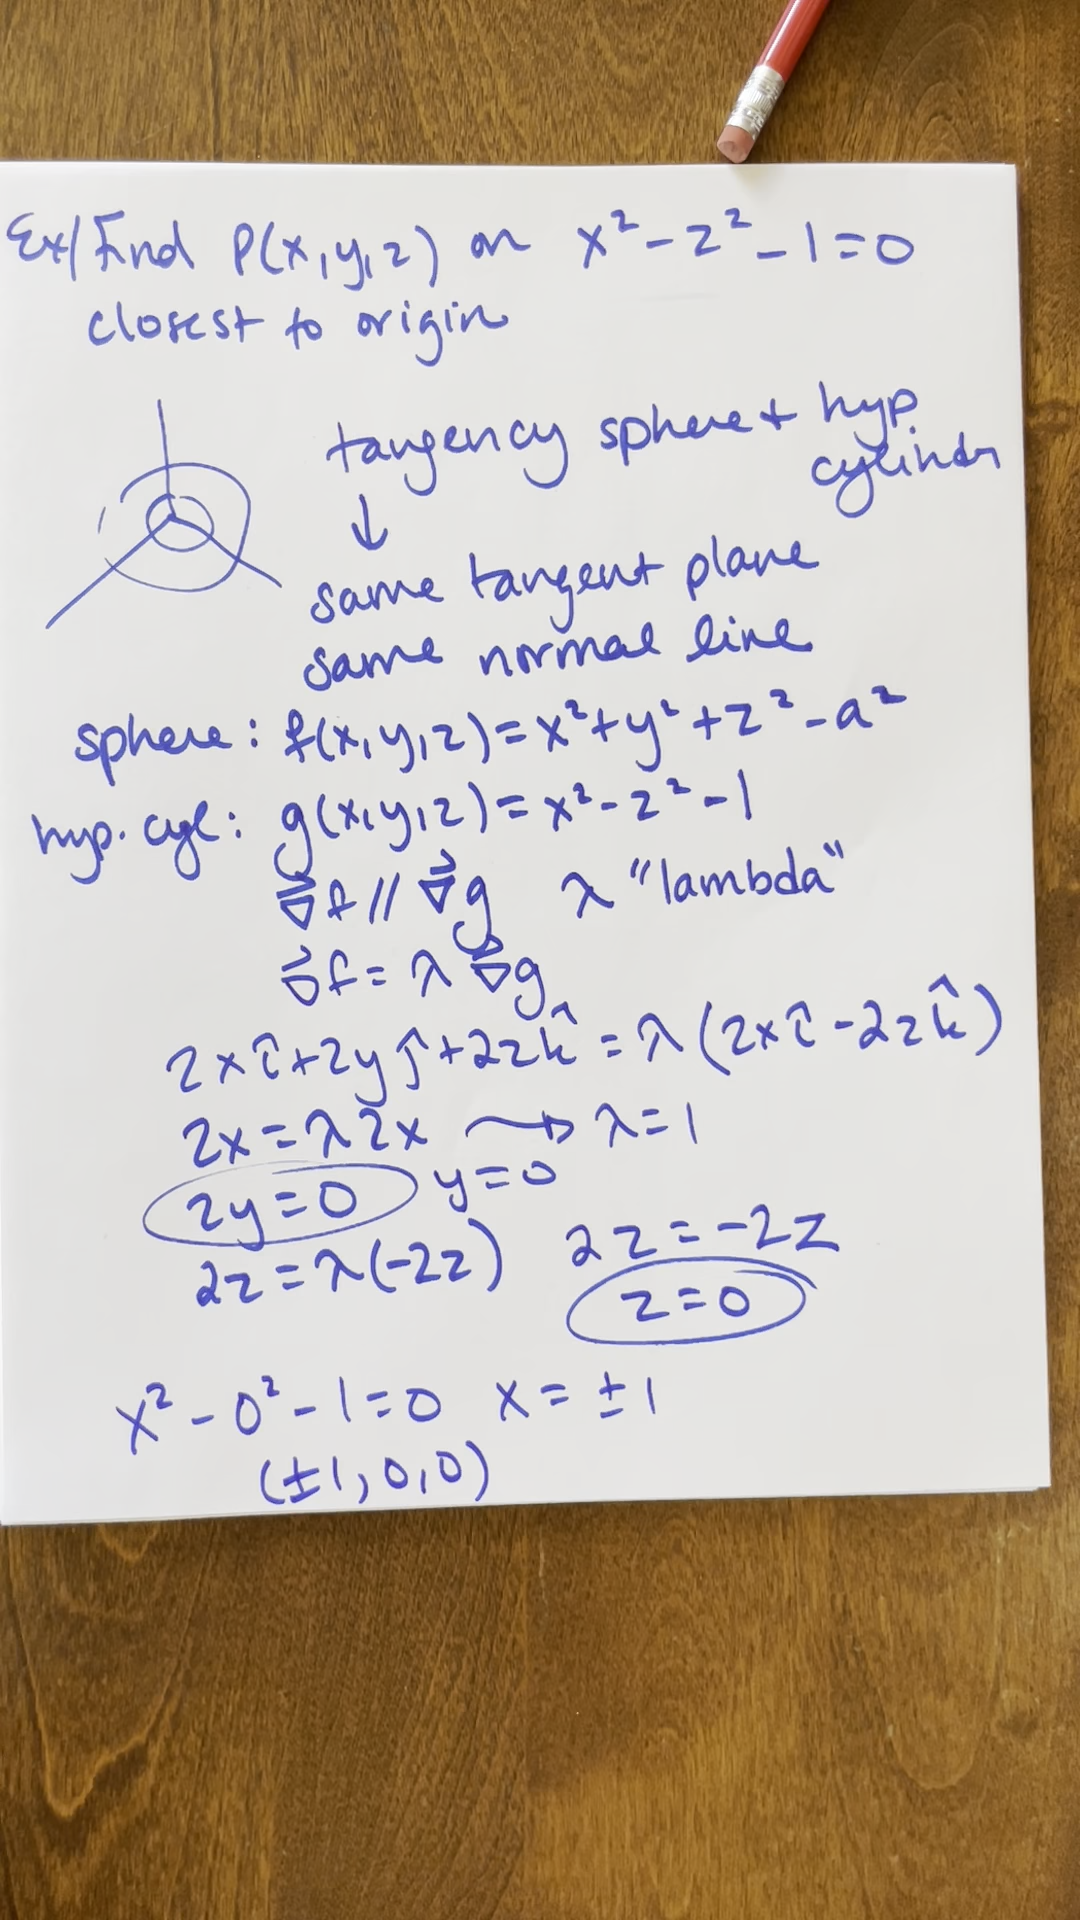 Ex/ Find P(x,y,z) on x²-z²-1=0
closest to origin
tangency sphere + hyp. cylinder
↓
same tangent plane
same normal line
sphere: f(x,y,z)=x²+y²+z²-a²
hyp. cyl: g(x,y,z)=x²-z²-1
∇⃗f // ∇⃗g λ "lambda"
∇⃗f = λ ∇⃗g
2xî+2yĵ+2zk̂ = λ(2xî-2zk̂)
2x=λ2x → λ=1
2y=0 y=0
2z=λ(-2z) 2z=-2z
z=0
x²-0²-1=0 x=±1
(±1,0,0)